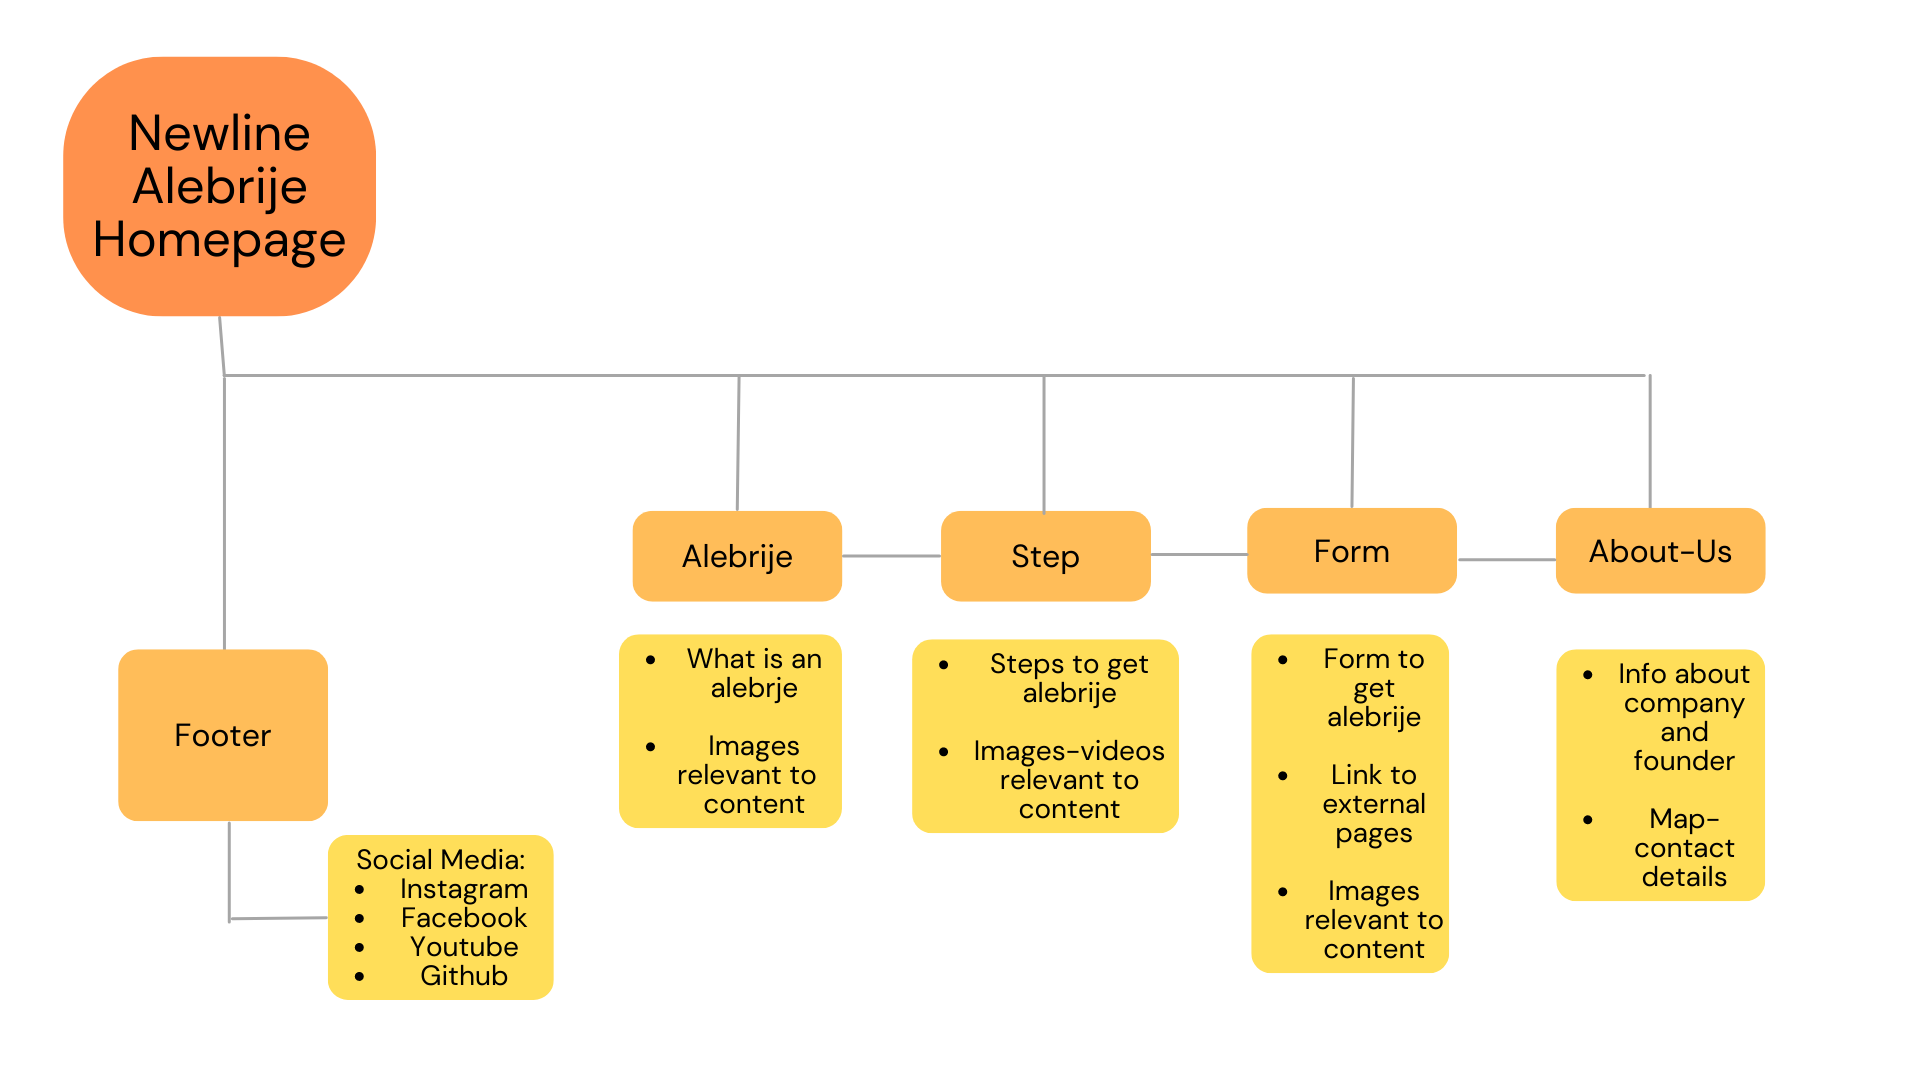 Newline
Alebrije
Homepage
Alebrije
Step
Form
About-Us
• What is an
alebrje
• Images
relevant to
content
• Steps to get
alebrije
• Images-videos
relevant to
content
• Form to
get
alebrije
• Link to
external
pages
• Images
relevant to
content
• Info about
company
and
founder
• Map-
contact
details
Footer
Social Media:
• Instagram
• Facebook
• Youtube
• Github